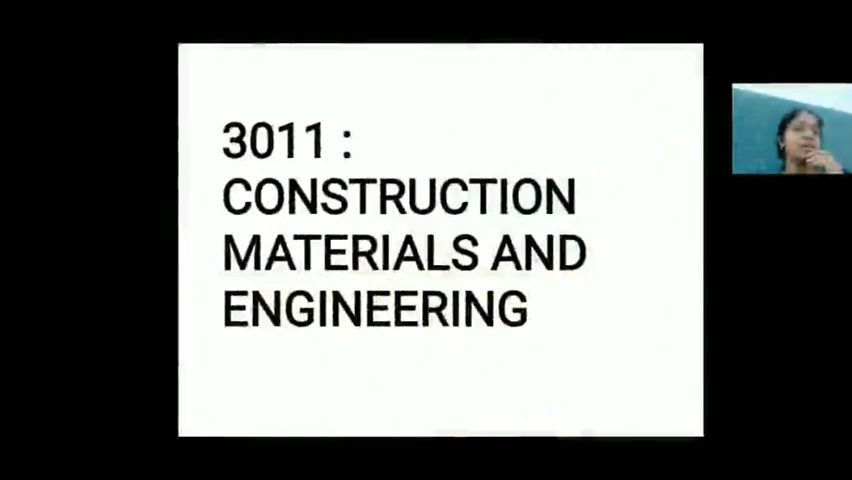 3011 :
CONSTRUCTION
MATERIALS AND
ENGINEERING